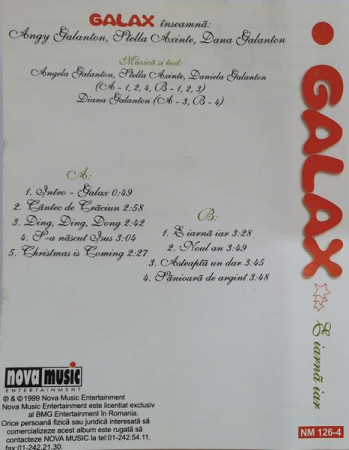 GALAX înseamnă:
Angy Galanton, Stella Axinte, Dana Galanton
Muzică si text:
Angela Galanton, Stella Axinte, Daniela Galanton
(A - 1, 2, 4, B - 1, 2, 3)
Diana Galanton (A - 3, B - 4)
A:
1. Intro - Galax 0:49
2. Cântec de Crăciun 2:58
3. Ding, Ding, Dong 2:42
4. S-a născut Isus 3:04
5. Christmas is Coming 2:27
B:
1. E iarnă iar 3:28
2. Noul an 3:49
3. Asteaptă un dar 3:45
4. Sănioară de argint 3:48
nova music
ENTERTAINMENT
℗ & © 1999 Nova Music Entertainment
Nova Music Entertainment este licentiat exclusiv
al BMG Entertainment în Romania.
Orice persoană fizică sau juridică interesată să
comercializeze acest album este rugată să
contacteze NOVA MUSIC la tel:01-242.54.11,
fax:01-242.21.30.
GALAX
E iarnă iar
NM 126-4